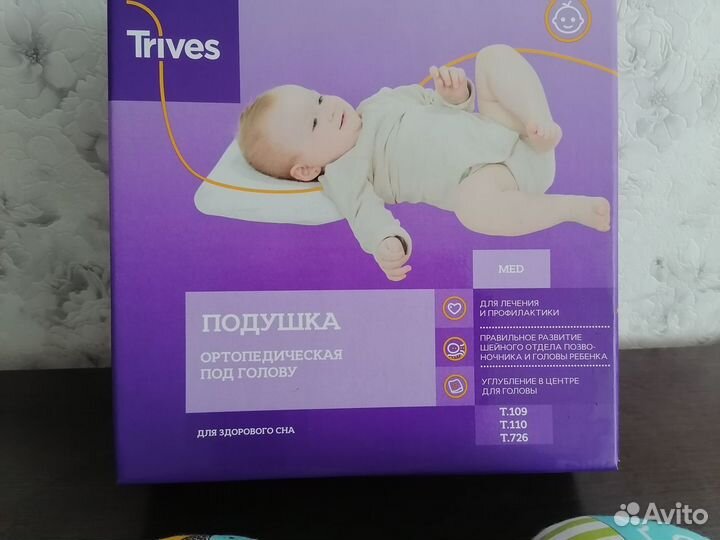 Trives
MED
ПОДУШКА
ОРТОПЕДИЧЕСКАЯ
ПОД ГОЛОВУ
ДЛЯ ЗДОРОВОГО СНА
ДЛЯ ЛЕЧЕНИЯ
И ПРОФИЛАКТИКИ
ПРАВИЛЬНОЕ РАЗВИТИЕ
ШЕЙНОГО ОТДЕЛА ПОЗВО-
НОЧНИКА И ГОЛОВЫ РЕБЕНКА
УГЛУБЛЕНИЕ В ЦЕНТРЕ
ДЛЯ ГОЛОВЫ
Т.109
Т.110
Т.726
Avito